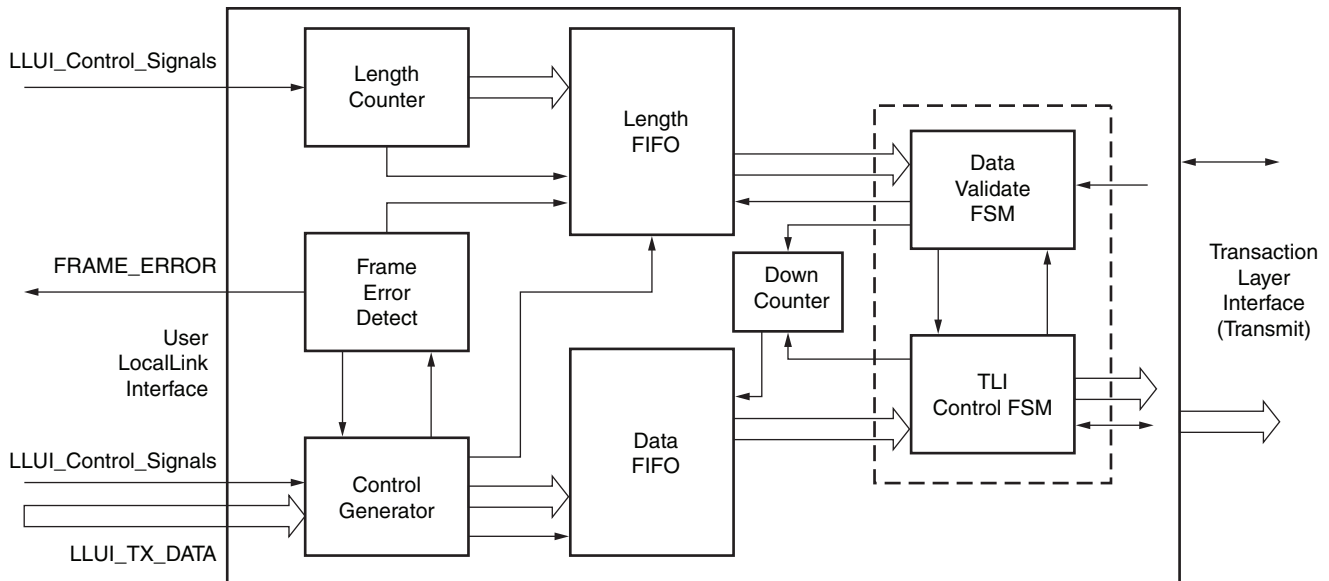 LLUI_Control_Signals
Length
Counter
Length
FIFO
Data
Validate
FSM
FRAME_ERROR
Frame
Error
Detect
Down
Counter
Transaction
Layer
Interface
(Transmit)
User
LocalLink
Interface
TLI
Control FSM
LLUI_Control_Signals
Control
Generator
Data
FIFO
LLUI_TX_DATA